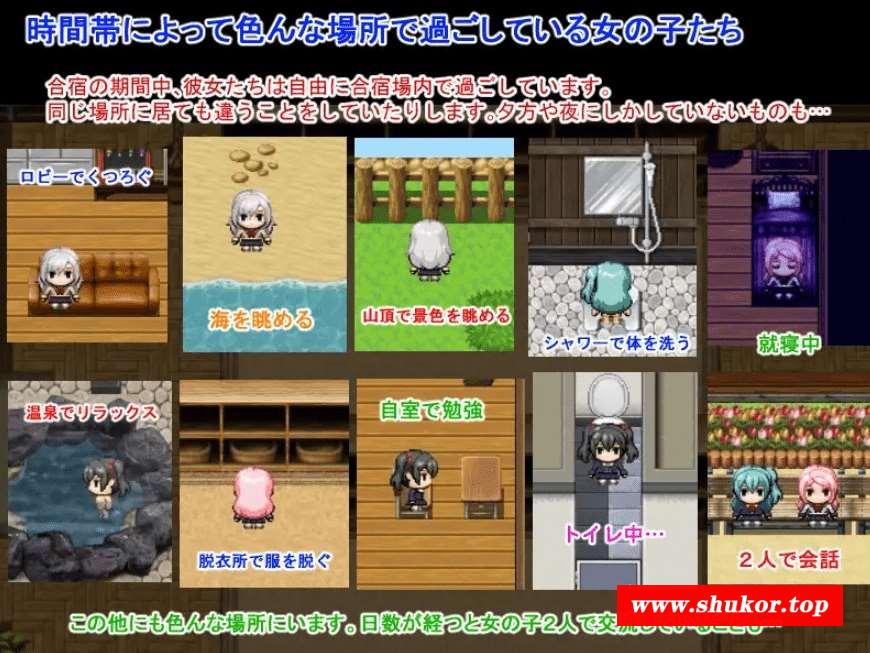 時間帯によって色んな場所で過ごしている女の子たち
合宿の期間中、彼女たちは自由に合宿場内で過ごしています。
同じ場所に居ても違うことをしていたりします。夕方や夜にしかしていないものも…
ロビーでくつろぐ
海を眺める
山頂で景色を眺める
シャワーで体を洗う
就寝中
温泉でリラックス
脱衣所で服を脱ぐ
自室で勉強
トイレ中…
２人で会話
www.shukor.top
この他にも色んな場所にいます。日数が経つと女の子2人で交流していることも…